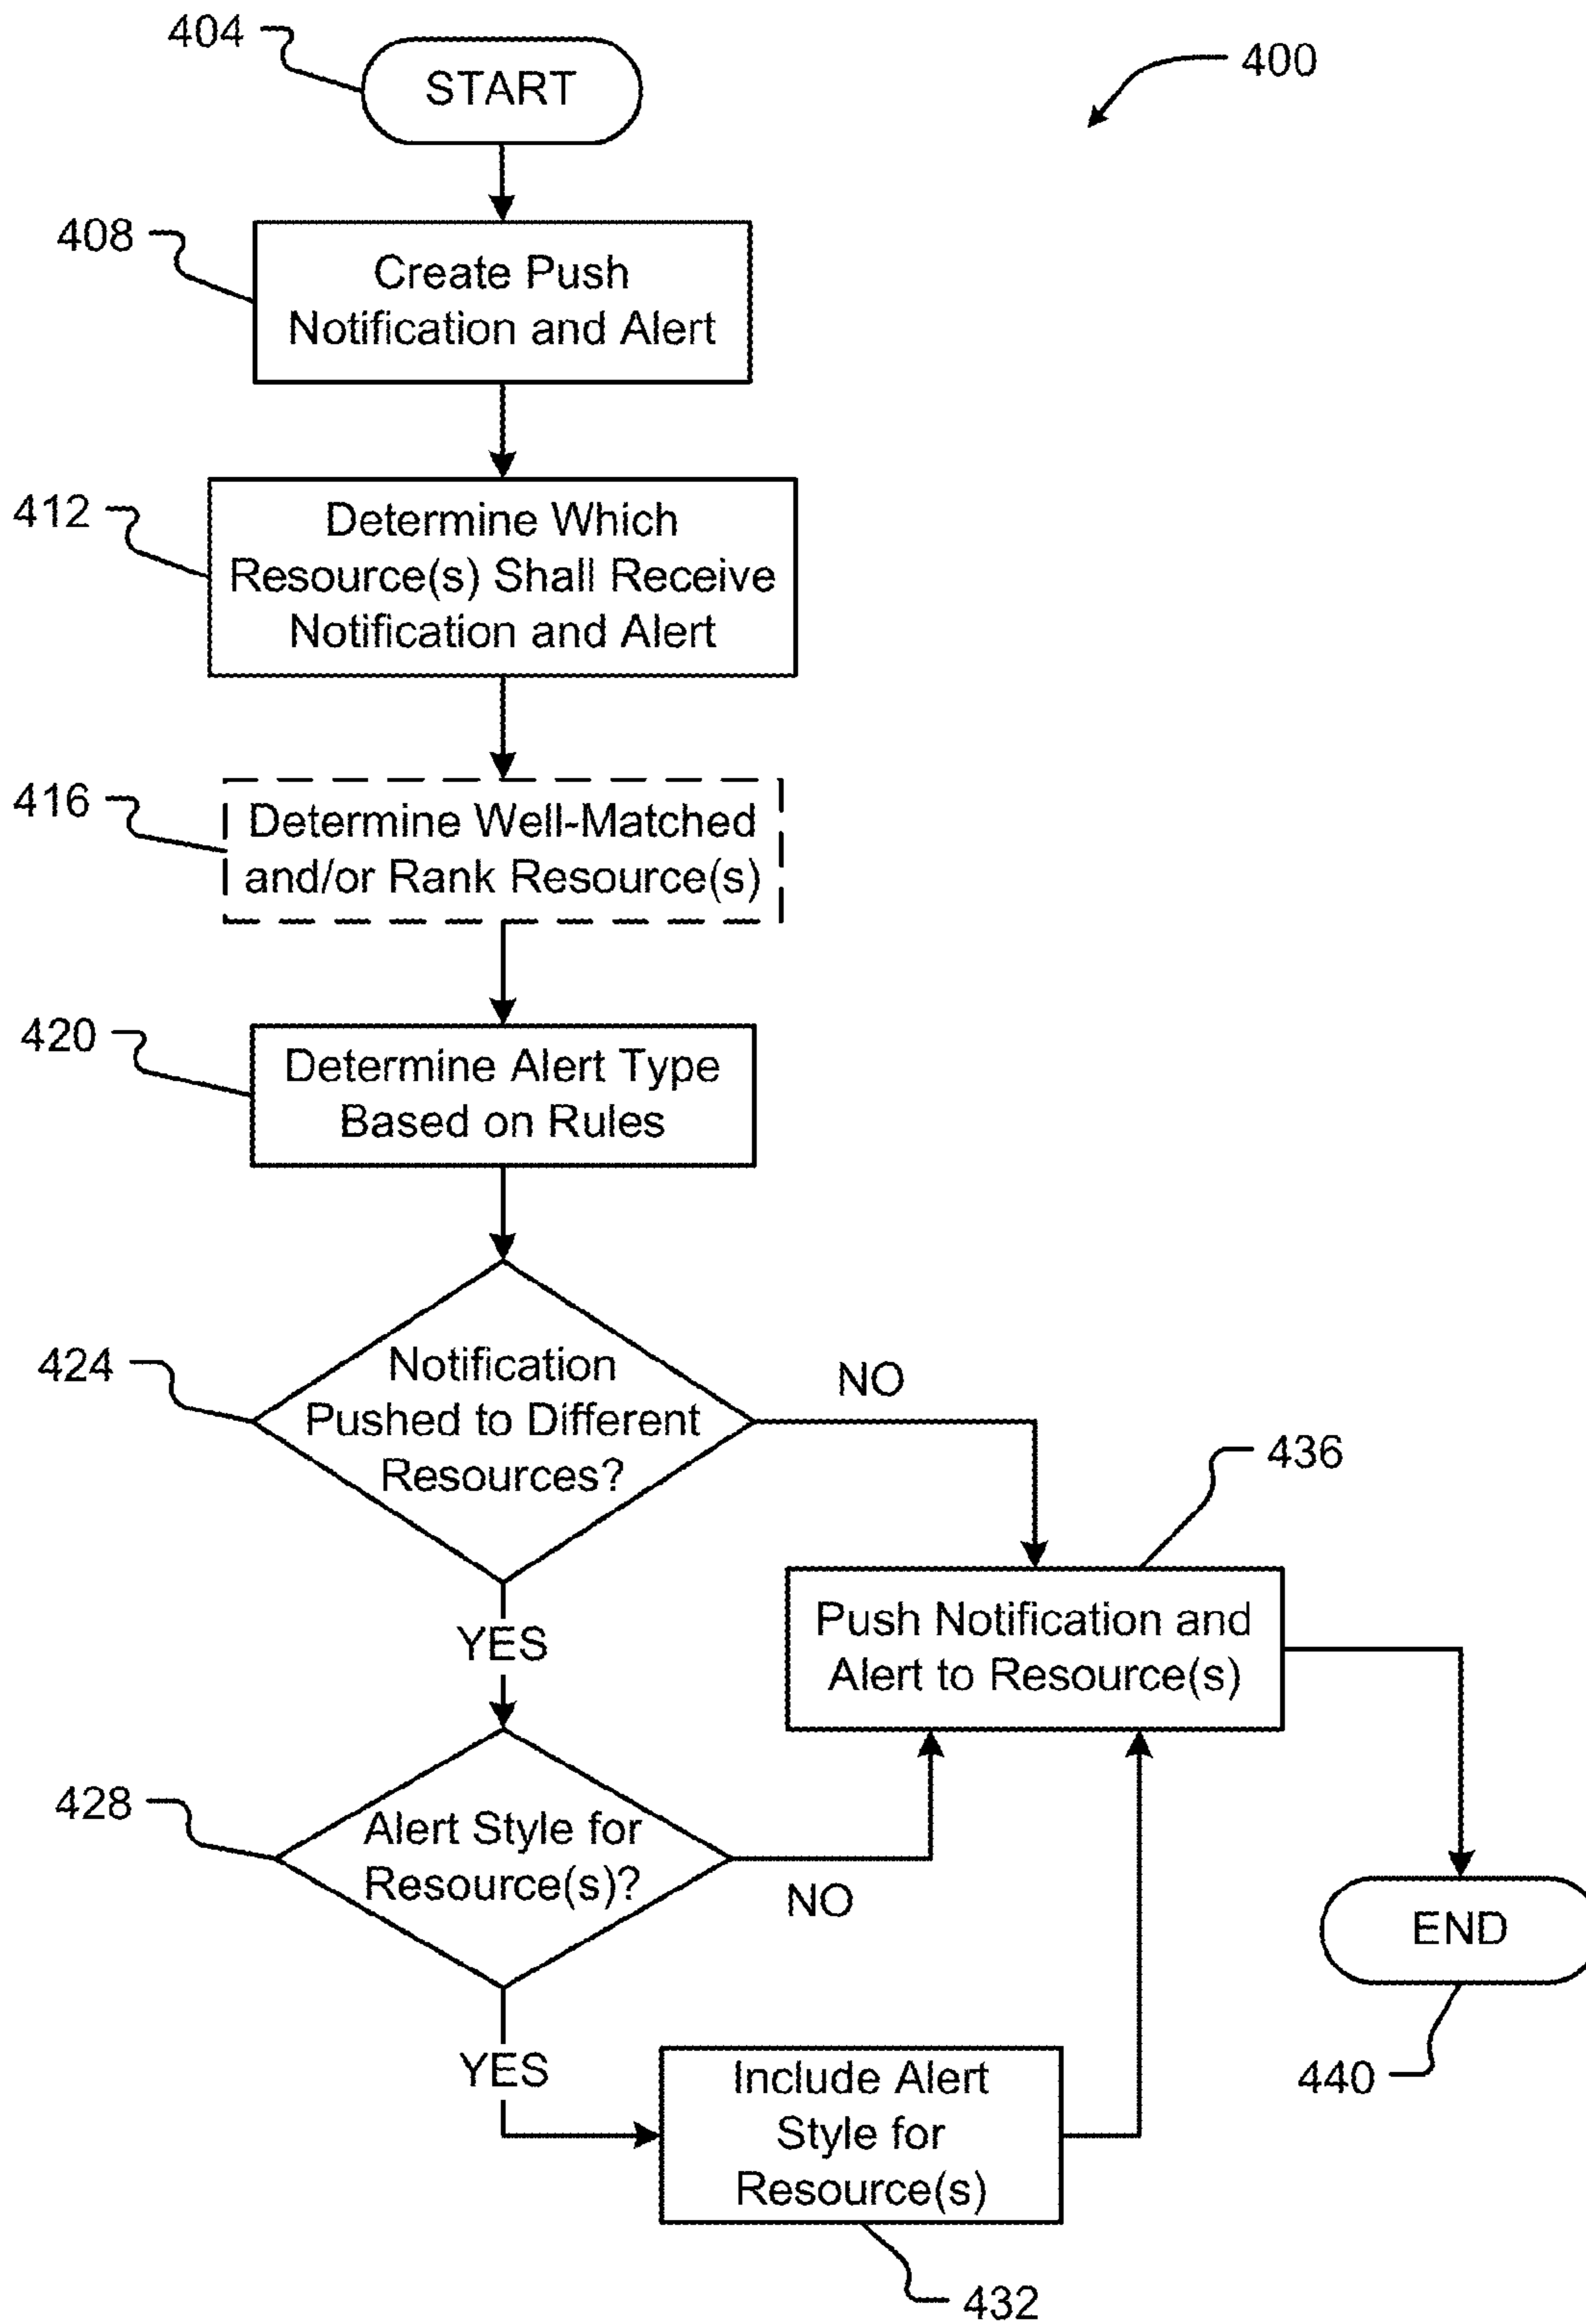 404
START
400
408
Create Push
Notification and Alert
412
Determine Which
Resource(s) Shall Receive
Notification and Alert
416
Determine Well-Matched
and/or Rank Resource(s)
420
Determine Alert Type
Based on Rules
424
Notification
Pushed to Different
Resources?
NO
YES
436
Push Notification and
Alert to Resource(s)
428
Alert Style for
Resource(s)?
NO
YES
END
440
Include Alert
Style for
Resource(s)
432